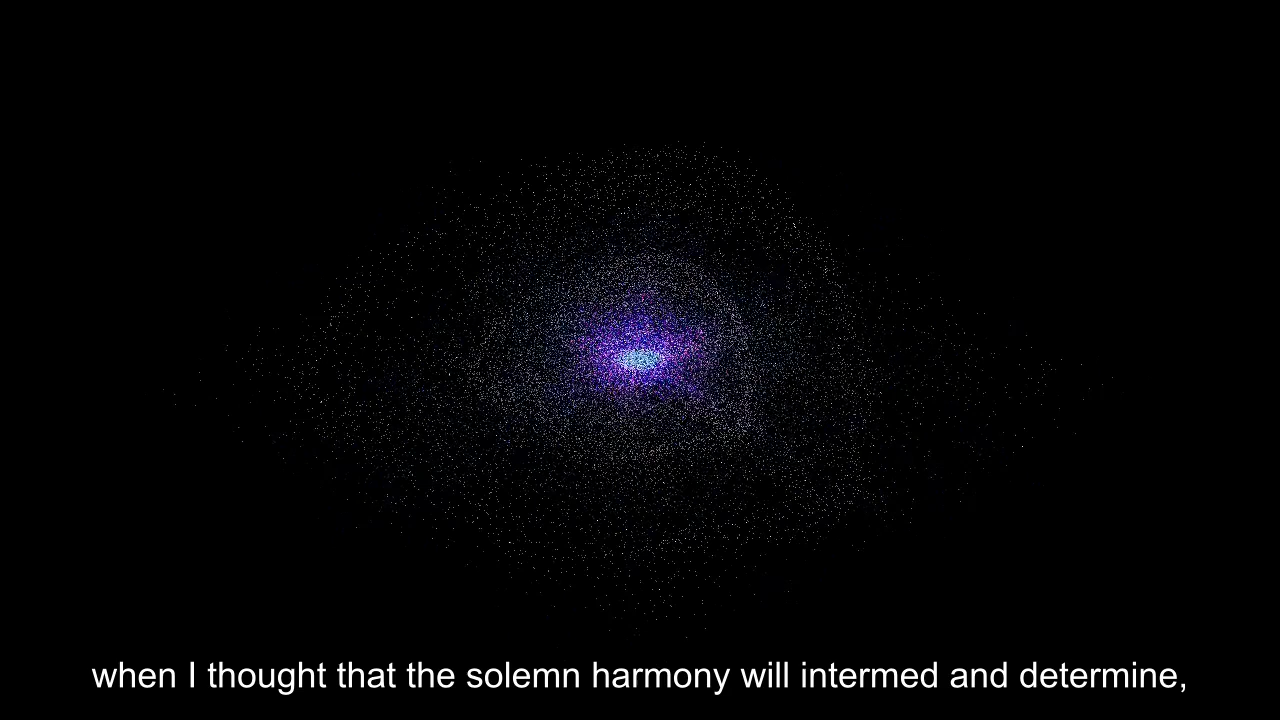 when I thought that the solemn harmony will intermed and determine,